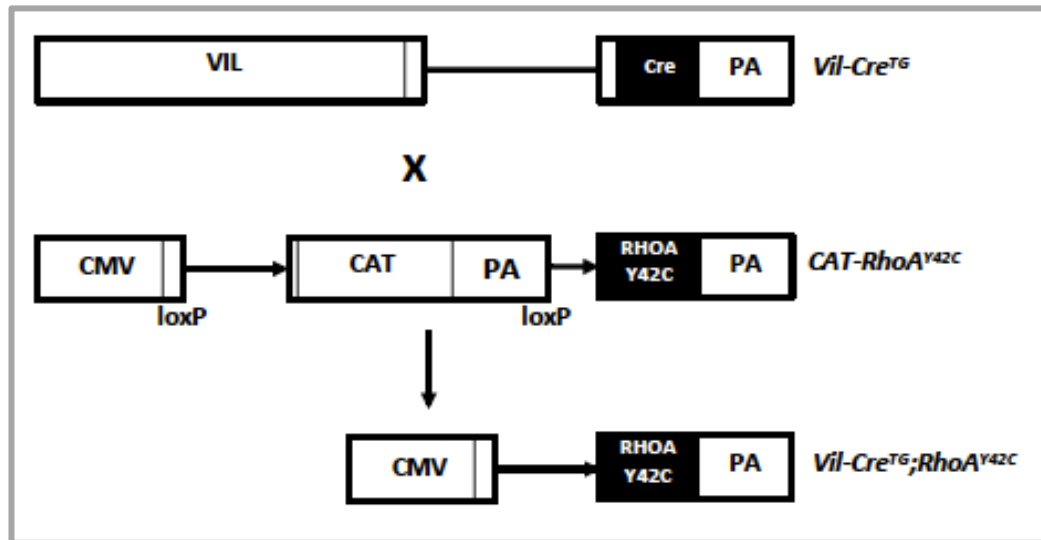 VIL Cre PA Vil-Creᵀᴳ
X
CMV CAT PA RHOA PA CAT-RhoAʸ⁴²ᶜ
Y42C
loxP loxP
CMV RHOA PA Vil-Creᵀᴳ;RhoAʸ⁴²ᶜ
Y42C